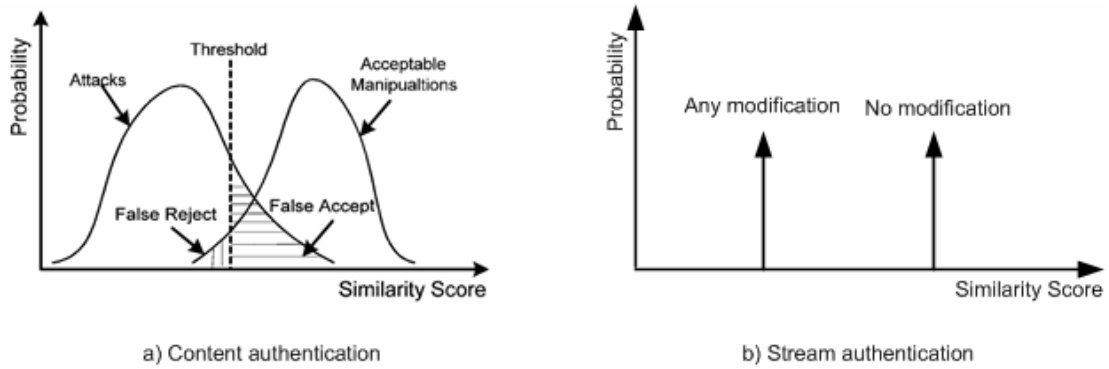 Probability
Attacks
Threshold
Acceptable
Manipualtions
False Reject
False Accept
Similarity Score
a) Content authentication
Probability
Any modification
No modification
Similarity Score
b) Stream authentication